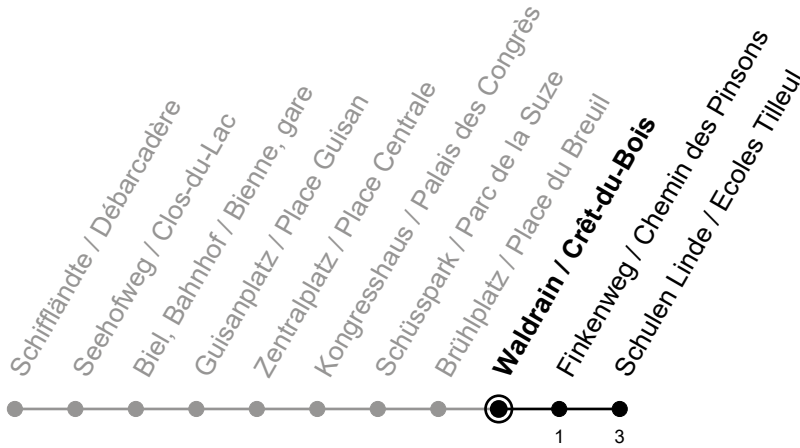 Schiffländte / Débarcadère
Seehofweg / Clos-du-Lac
Biel, Bahnhof / Bienne, gare
Guisanplatz / Place Guisan
Zentralplatz / Place Centrale
Kongresshaus / Palais des Congrès
Schüsspark / Parc de la Suze
Brühlplatz / Place du Breuil
Waldrain / Crêt-du-Bois
Finkenweg / Chemin des Pinsons
Schulen Linde / Ecoles Tilleul
1 3